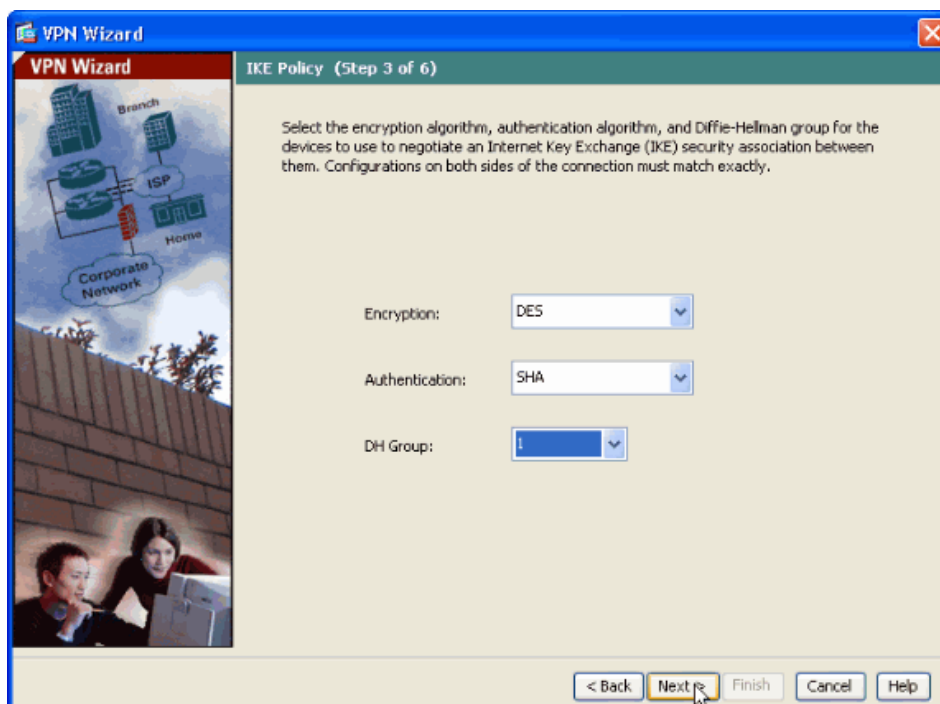 VPN Wizard
VPN Wizard
IKE Policy (Step 3 of 6)
Branch
ISP
Home
Corporate
Network
Select the encryption algorithm, authentication algorithm, and Diffie-Hellman group for the
devices to use to negotiate an Internet Key Exchange (IKE) security association between
them. Configurations on both sides of the connection must match exactly.
Encryption: DES
Authentication: SHA
DH Group: 1
< Back Next > Finish Cancel Help